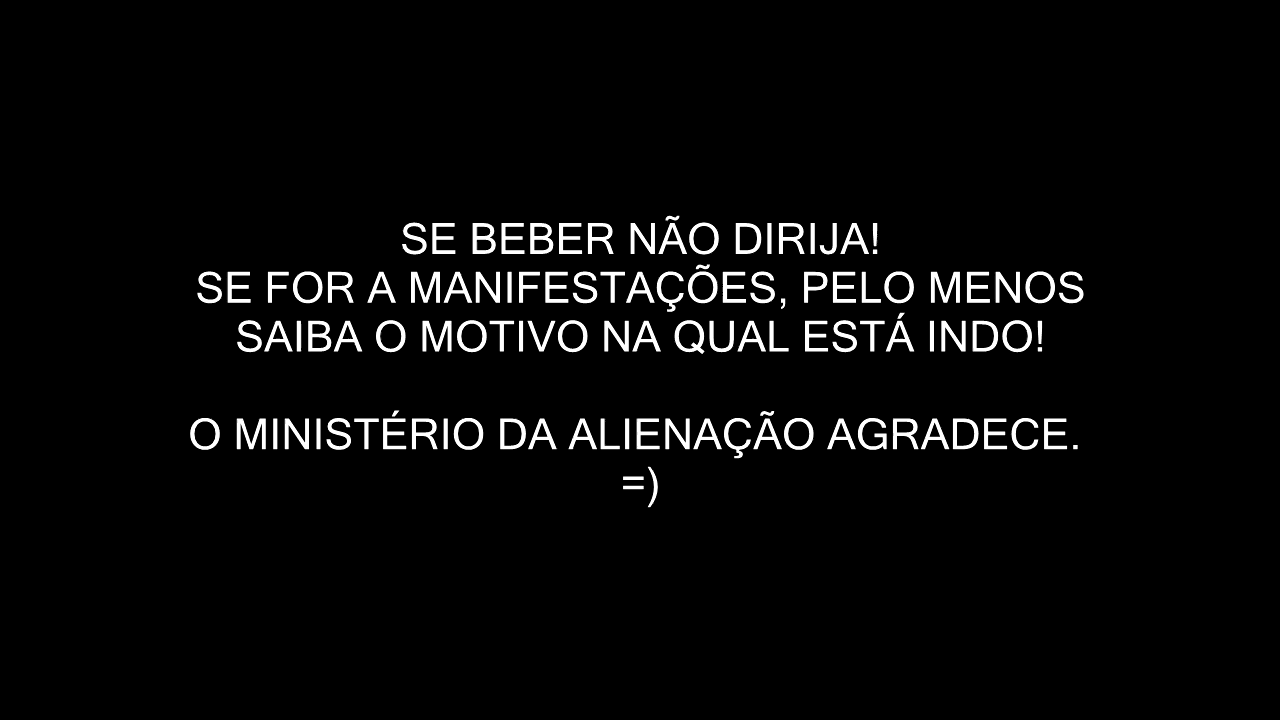 SE BEBER NÃO DIRIJA!
SE FOR A MANIFESTAÇÕES, PELO MENOS
SAIBA O MOTIVO NA QUAL ESTÁ INDO!
O MINISTÉRIO DA ALIENAÇÃO AGRADECE.
=)